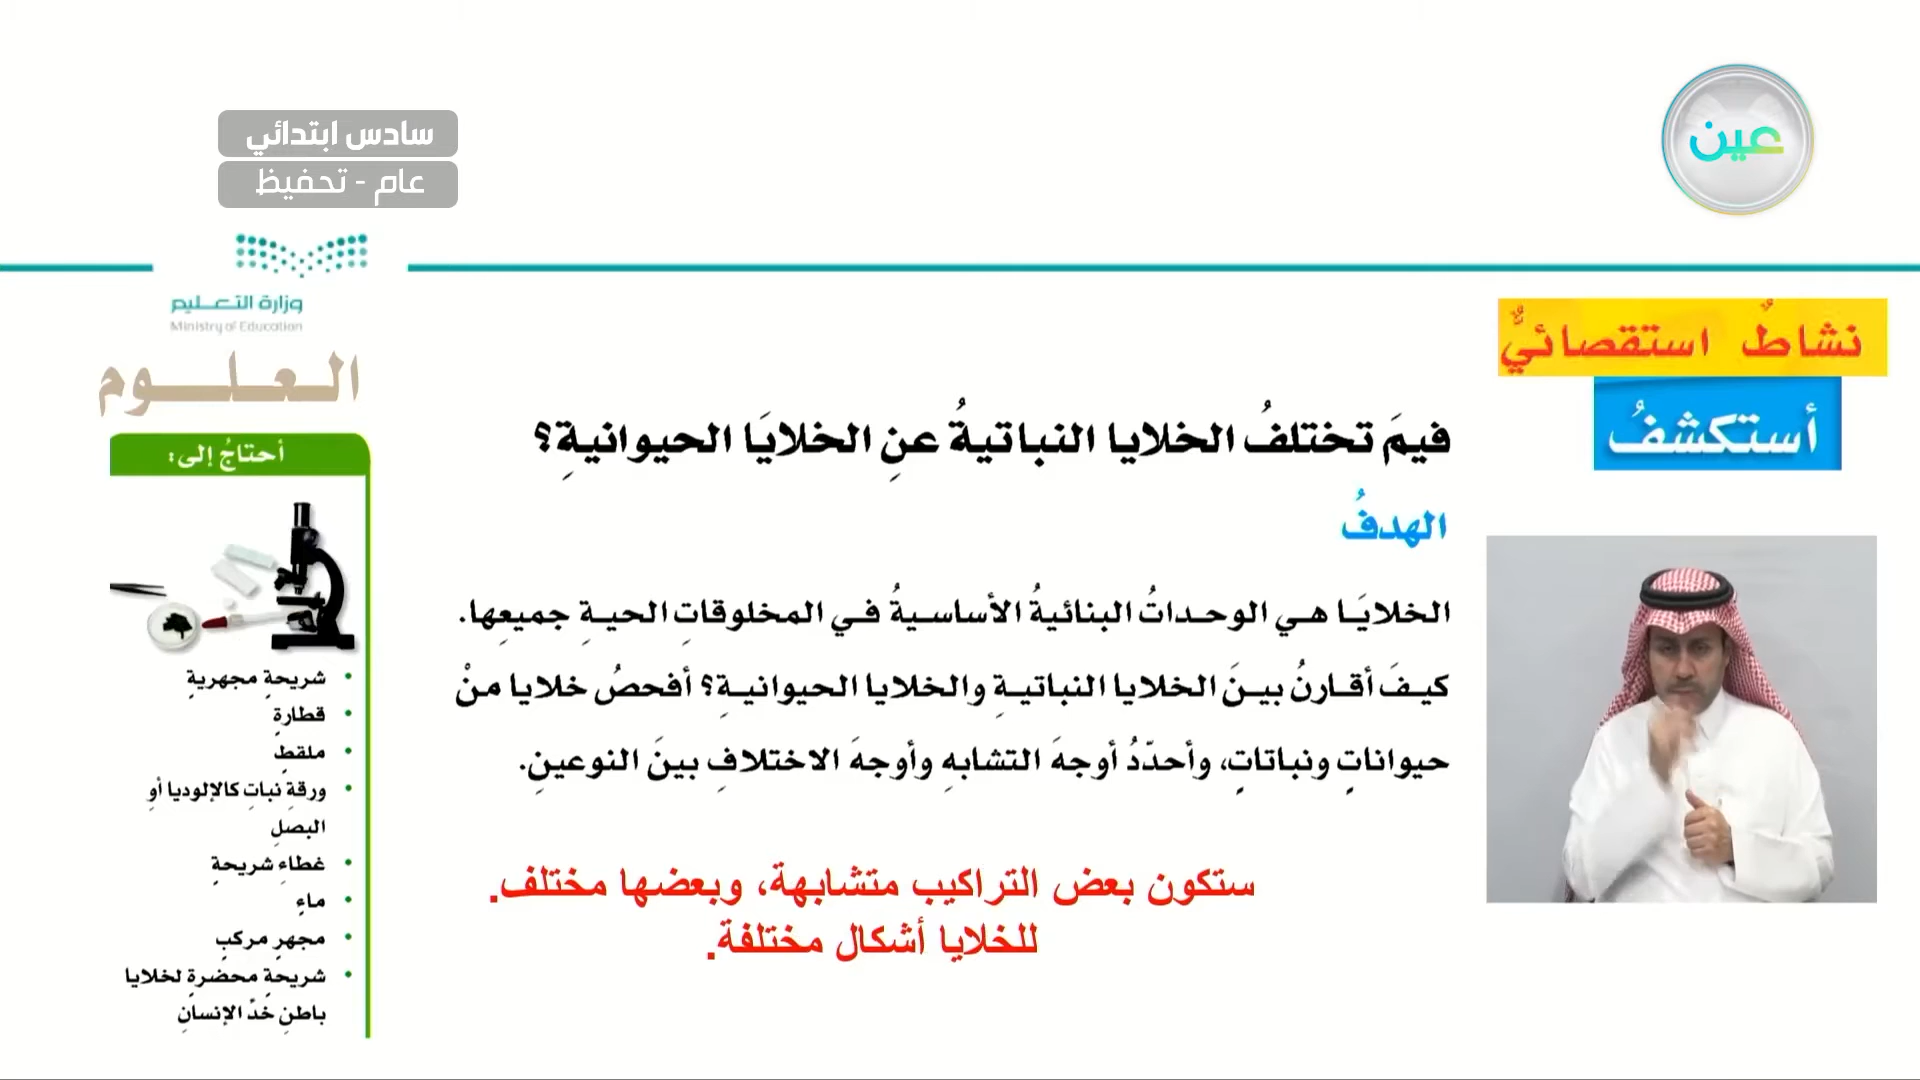 سادس ابتدائي
عام - تحفيظ
عين
وزارة التعليم
Ministry of Education
العلوم
نشاطٌ استقصائيٌّ
أستكشفُ
فيمَ تختلفُ الخلايا النباتيةُ عنِ الخلايَا الحيوانيةِ؟
الهدفُ
الخلايَا هي الوحداتُ البنائيةُ الأساسيةُ في المخلوقاتِ الحيةِ جميعِها.
كيفَ أقارنُ بينَ الخلايا النباتيةِ والخلايا الحيوانيةِ؟ أفحصُ خلايا منْ
حيواناتٍ ونباتاتٍ، وأحدّدُ أوجهَ التشابهِ وأوجهَ الاختلافِ بينَ النوعينِ.
ستكون بعض التراكيب متشابهة، وبعضها مختلف.
للخلايا أشكال مختلفة.
أحتاجُ إلى:
• شريحةٍ مجهريةٍ
• قطارةٍ
• ملقطٍ
• ورقةِ نباتٍ كالإلوديا أوِ
البصلِ
• غطاءِ شريحةٍ
• ماءٍ
• مجهرٍ مركبٍ
• شريحةٍ محضرةٍ لخلايا
باطنِ خدِّ الإنسانِ